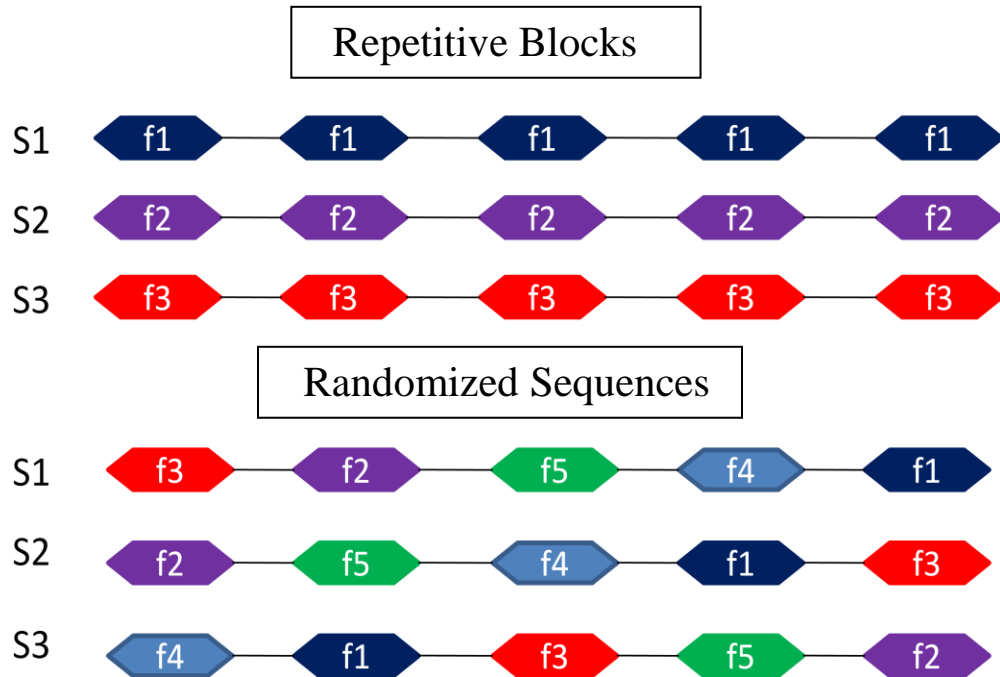 Repetitive Blocks
S1 f1 f1 f1 f1 f1
S2 f2 f2 f2 f2 f2
S3 f3 f3 f3 f3 f3
Randomized Sequences
S1 f3 f2 f5 f4 f1
S2 f2 f5 f4 f1 f3
S3 f4 f1 f3 f5 f2